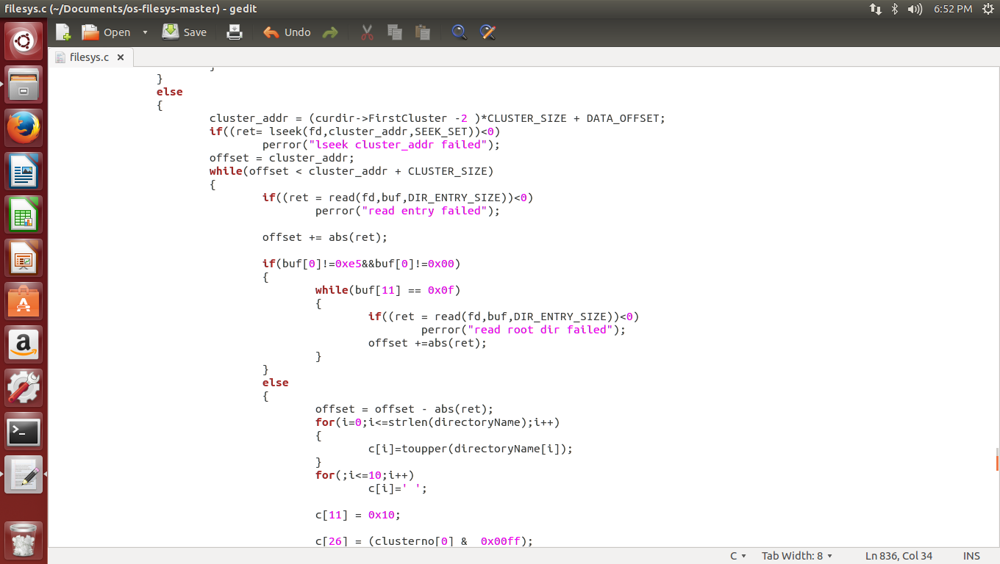 filesys.c (~/Documents/os-filesys-master) - gedit
6:52 PM
Open
Save
Undo
filesys.c ×
}
}
else
{
cluster_addr = (curdir->FirstCluster -2 )*CLUSTER_SIZE + DATA_OFFSET;
if((ret= lseek(fd,cluster_addr,SEEK_SET))<0)
perror("lseek cluster_addr failed");
offset = cluster_addr;
while(offset < cluster_addr + CLUSTER_SIZE)
{
if((ret = read(fd,buf,DIR_ENTRY_SIZE))<0)
perror("read entry failed");
offset += abs(ret);
if(buf[0]!=0xe5&&buf[0]!=0x00)
{
while(buf[11] == 0x0f)
{
if((ret = read(fd,buf,DIR_ENTRY_SIZE))<0)
perror("read root dir failed");
offset +=abs(ret);
}
}
else
{
offset = offset - abs(ret);
for(i=0;i<=strlen(directoryName);i++)
{
c[i]=toupper(directoryName[i]);
}
for(;i<=10;i++)
c[i]=' ';
c[11] = 0x10;
c[26] = (clusterno[0] &  0x00ff);
C
Tab Width: 8
Ln 836, Col 34
INS